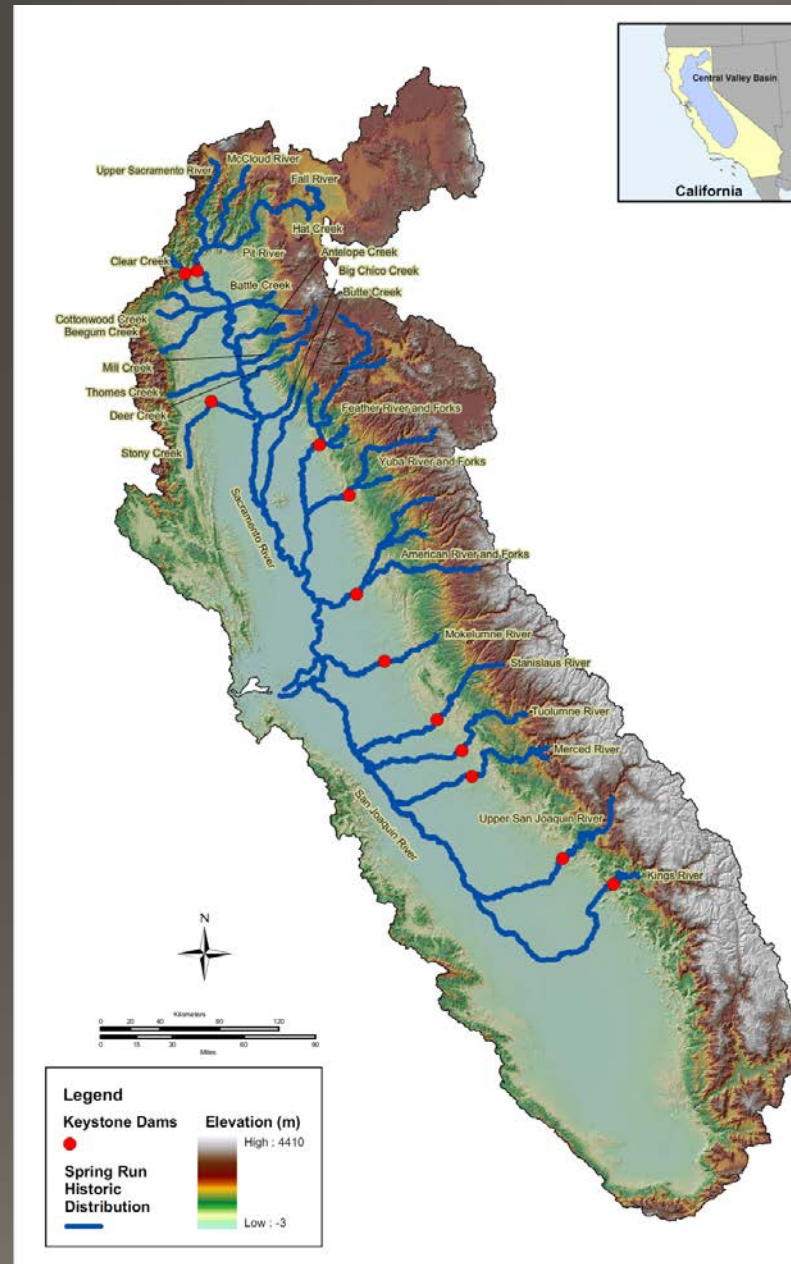 Central Valley Basin
California
McCloud River
Upper Sacramento River
Fall River
Hat Creek
Pit River
Antelope Creek
Clear Creek
Big Chico Creek
Battle Creek
Butte Creek
Cottonwood Creek
Beegum Creek
Mill Creek
Thomes Creek
Deer Creek
Feather River and Forks
Stony Creek
Yuba River and Forks
Sacramento River
American River and Forks
Mokelumne River
Stanislaus River
Tuolumne River
Merced River
San Joaquin River
Upper San Joaquin River
Kings River
N
Kilometers
0 20 40 80 120
0 15 30 60 90
Miles
Legend
Keystone Dams
Spring Run
Historic
Distribution
Elevation (m)
High : 4410
Low : -3